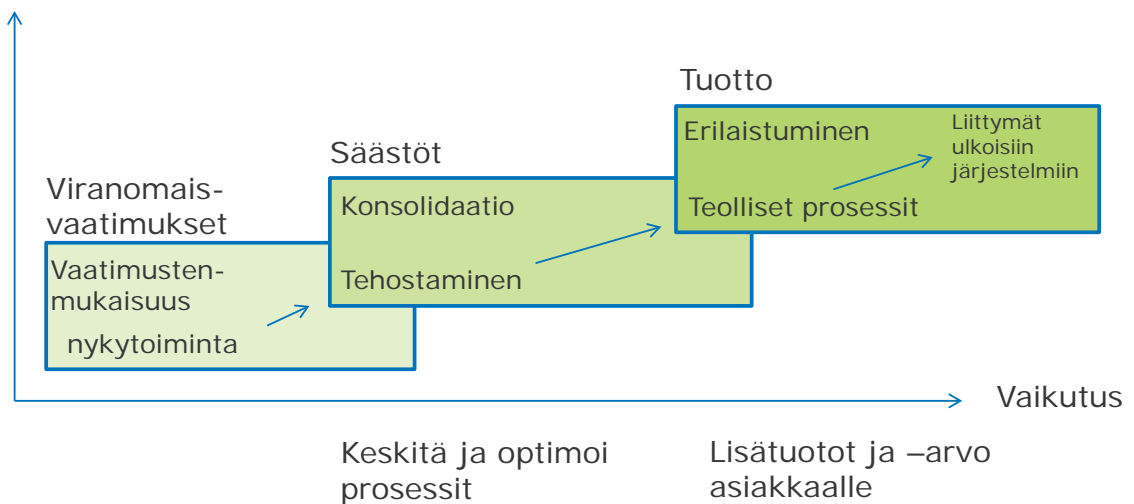 Tuotto
Erilaistuminen
Liittymät
ulkoisiin
järjestelmiin
Teolliset prosessit
Säästöt
Konsolidaatio
Tehostaminen
Viranomais-
vaatimukset
Vaatimusten-
mukaisuus
nykytoiminta
Vaikutus
Keskitä ja optimoi
prosessit
Lisätuotot ja –arvo
asiakkaalle